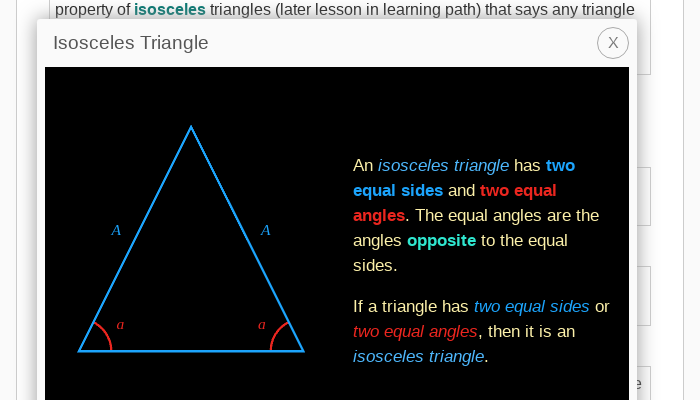 property of isosceles triangles (later lesson in learning path) that says any triangle
Isosceles Triangle
X
An isosceles triangle has two
equal sides and two equal
angles. The equal angles are the
angles opposite to the equal
sides.
A
A
If a triangle has two equal sides or
a
a
two equal angles, then it is an
isosceles triangle.
e